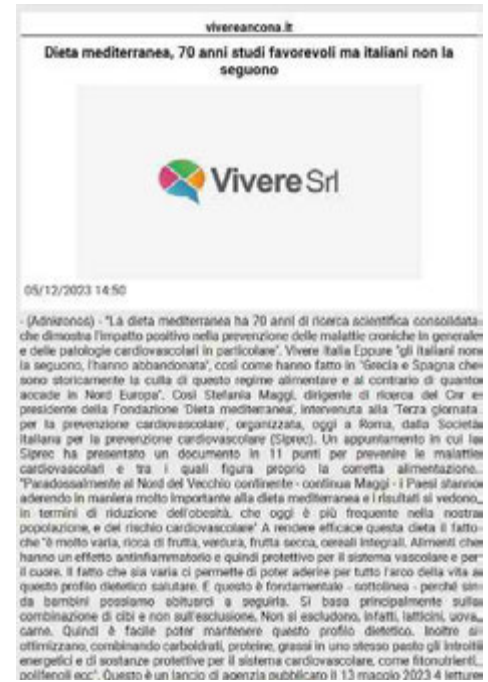 vivereancona.it
Dieta mediterranea, 70 anni studi favorevoli ma italiani non la
seguono
Vivere Srl
05/12/2023 14:50
- (Adnkronos) - "La dieta mediterranea ha 70 anni di ricerca scientifica consolidata
che dimostra l'impatto positivo nella prevenzione delle malattie croniche in generale
e delle patologie cardiovascolari in particolare". Vivere Italia Eppure "gli italiani non
la seguono, l'hanno abbandonata", così come hanno fatto in "Grecia e Spagna che
sono storicamente la culla di questo regime alimentare e al contrario di quanto
accade in Nord Europa". Così Stefania Maggi, dirigente di ricerca del Cnr e
presidente della Fondazione 'Dieta mediterranea', intervenuta alla 'Terza giornata
per la prevenzione cardiovascolare', organizzata, oggi a Roma, dalla Società
italiana per la prevenzione cardiovascolare (Siprec). Un appuntamento in cui la
Siprec ha presentato un documento in 11 punti per prevenire le malattie
cardiovascolari e tra i quali figura proprio la corretta alimentazione.
"Paradossalmente al Nord del Vecchio continente - continua Maggi - i Paesi stanno
aderendo in maniera molto importante alla dieta mediterranea e i risultati si vedono,
in termini di riduzione dell'obesità, che oggi è più frequente nella nostra
popolazione, e del rischio cardiovascolare" A rendere efficace questa dieta il fatto
che "è molto varia, ricca di frutta, verdura, frutta secca, cereali integrali. Alimenti che
hanno un effetto antinfiammatorio e quindi protettivo per il sistema vascolare e per
il cuore. Il fatto che sia varia ci permette di poter aderire per tutto l'arco della vita a
questo profilo dietetico salutare. E questo è fondamentale - sottolinea - perché sin
da bambini possiamo abituarci a seguirla. Si basa principalmente sulla
combinazione di cibi e non sull'esclusione, Non si escludono, infatti, latticini, uova,
carne. Quindi è facile poter mantenere questo profilo dietetico. Inoltre si
ottimizzano, combinando carboidrati, proteine, grassi in uno stesso pasto gli introiti
energetici e di sostanze protettive per il sistema cardiovascolare, come fitonutrienti,
polifenoli ecc". Questo è un lancio di agenzia pubblicato il 13 maggio 2023 4 letture